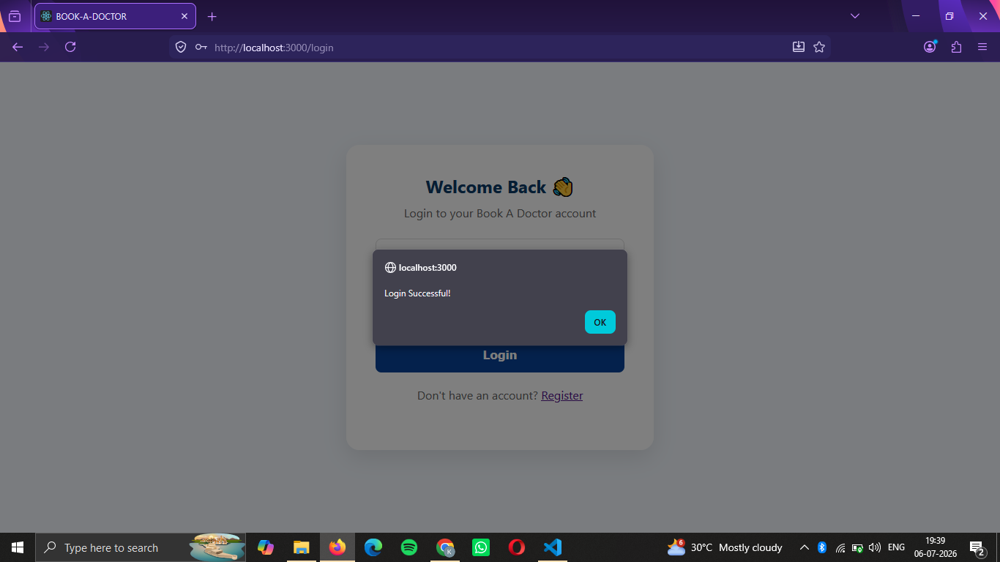 BOOK-A-DOCTOR
http://localhost:3000/login
Welcome Back 👏
Login to your Book A Doctor account
localhost:3000
Login Successful!
OK
Login
Don't have an account? Register
Type here to search
K
6
30°C Mostly cloudy
ENG
19:39
06-07-2026
2